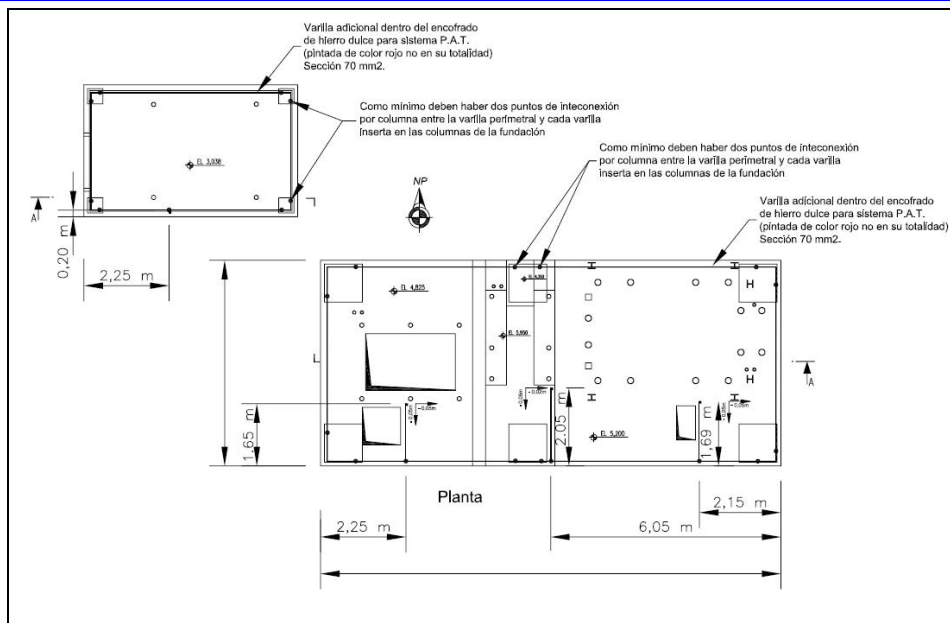 Varilla adicional dentro del encofrado
de hierro dulce para sistema P.A.T.
(pintada de color rojo no en su totalidad)
Sección 70 mm2.
Como mínimo deben haber dos puntos de inteconexión
por columna entre la varilla perimetral y cada varilla
inserta en las columnas de la fundación
Como mínimo deben haber dos puntos de inteconexión
por columna entre la varilla perimetral y cada varilla
inserta en las columnas de la fundación
EL 3,038
NP
Varilla adicional dentro del encofrado
de hierro dulce para sistema P.A.T.
(pintada de color rojo no en su totalidad)
Sección 70 mm2.
A
0,20 m
2,25 m
EL 4,825
EL 5,950
A
1,65 m
2.05 m
EL 5,200
1,69 m
Planta
2,25 m
6,05 m
2,15 m